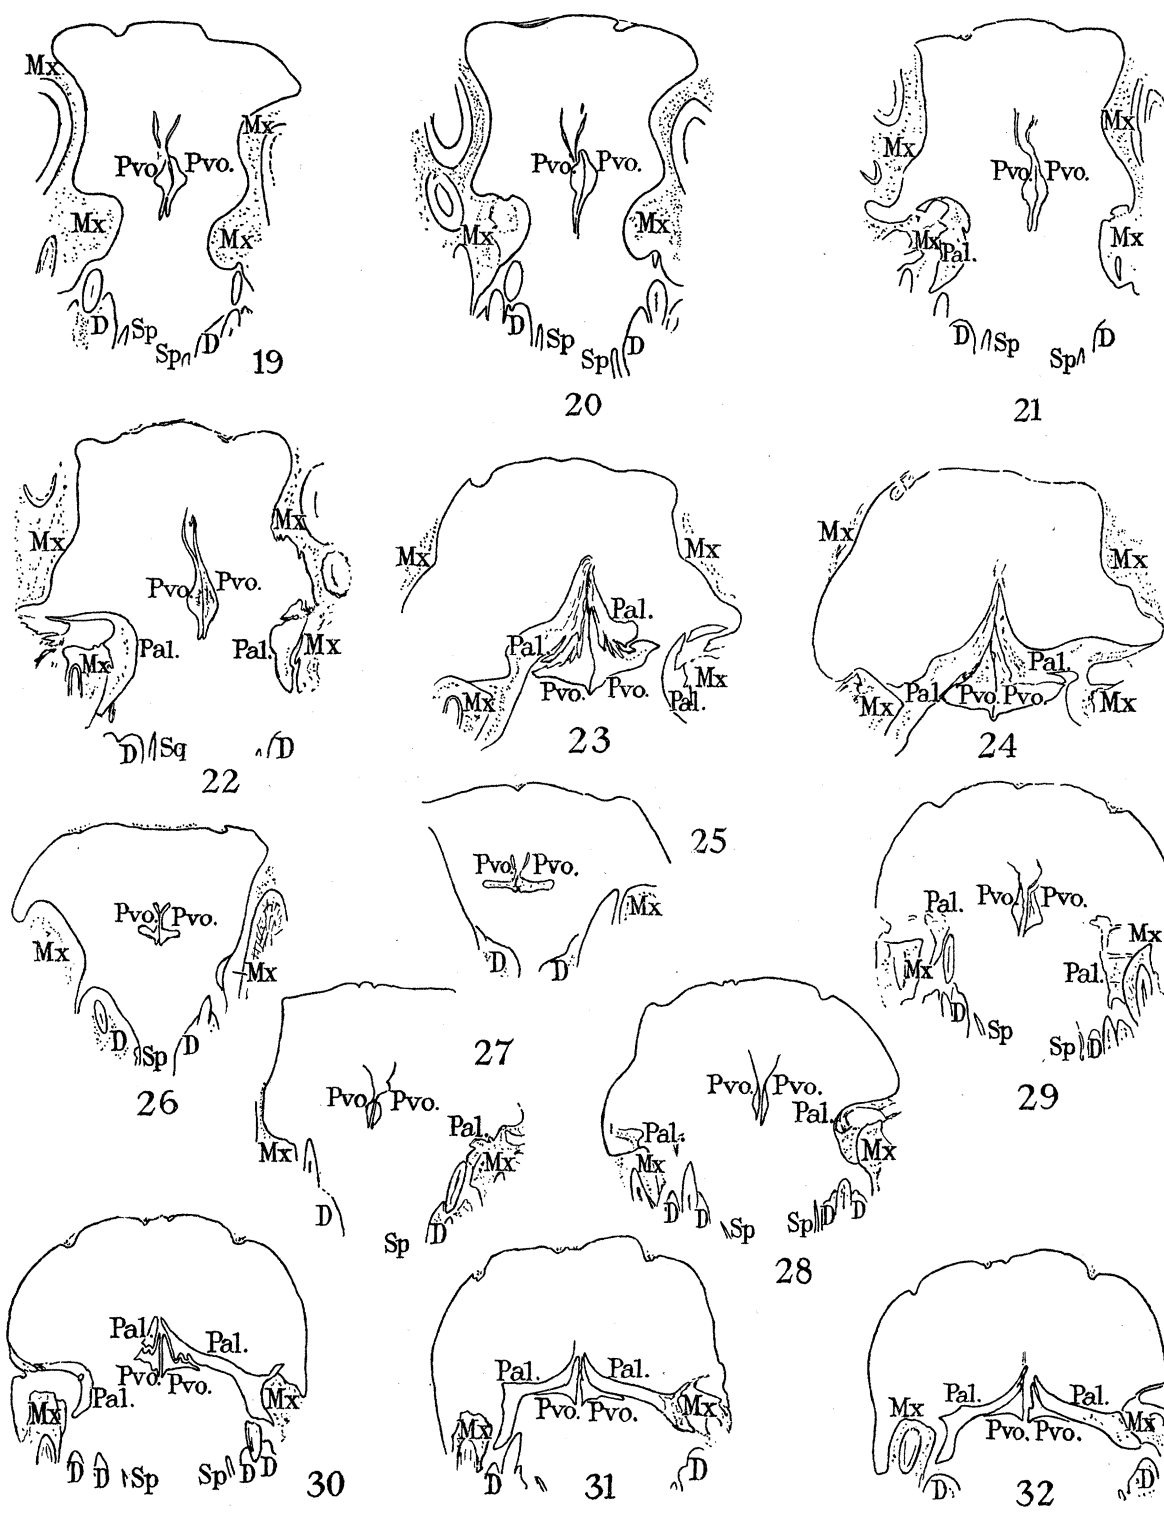 Mx
Mx
Pvo. Pvo.
Mx
Mx
D
Sp
Sp
D
19
Pvo. Pvo.
Mx
Mx
D
Sp
Sp
D
20
Mx
Mx
Pvo. Pvo.
Mx
Pal.
Mx
D
Sp
Sp
D
21
Mx
Mx
Pvo. Pvo.
Pal.
Pal.
Mx
Mx
D
Sq
D
22
Mx
Mx
Pal.
Pal.
Pvo. Pvo.
Mx
Mx
Pal.
23
Mx
Mx
Pal.
Pal. Pvo. Pvo.
Mx
Mx
24
Pvo. Pvo.
Mx
D
D
25
Pvo. Pvo.
Mx
Mx
D
Sp
D
26
Pvo. Pvo.
Pal.
Mx
Mx
D
D
Sp
27
Pvo. Pvo.
Pal.
Pal.
Mx
Mx
D D
Sp
Sp
D D
28
Pvo. Pvo.
Pal.
Mx
Mx
Pal.
D
Sp
Sp
D
29
Pal.
Pal.
Pvo. Pvo.
Pal.
Mx
Mx
D D
Sp
Sp
D D
30
Pal.
Pal.
Pvo. Pvo.
Mx
Mx
D
D
31
Mx
Pal.
Pal.
Mx
Pvo. Pvo.
D
D
32